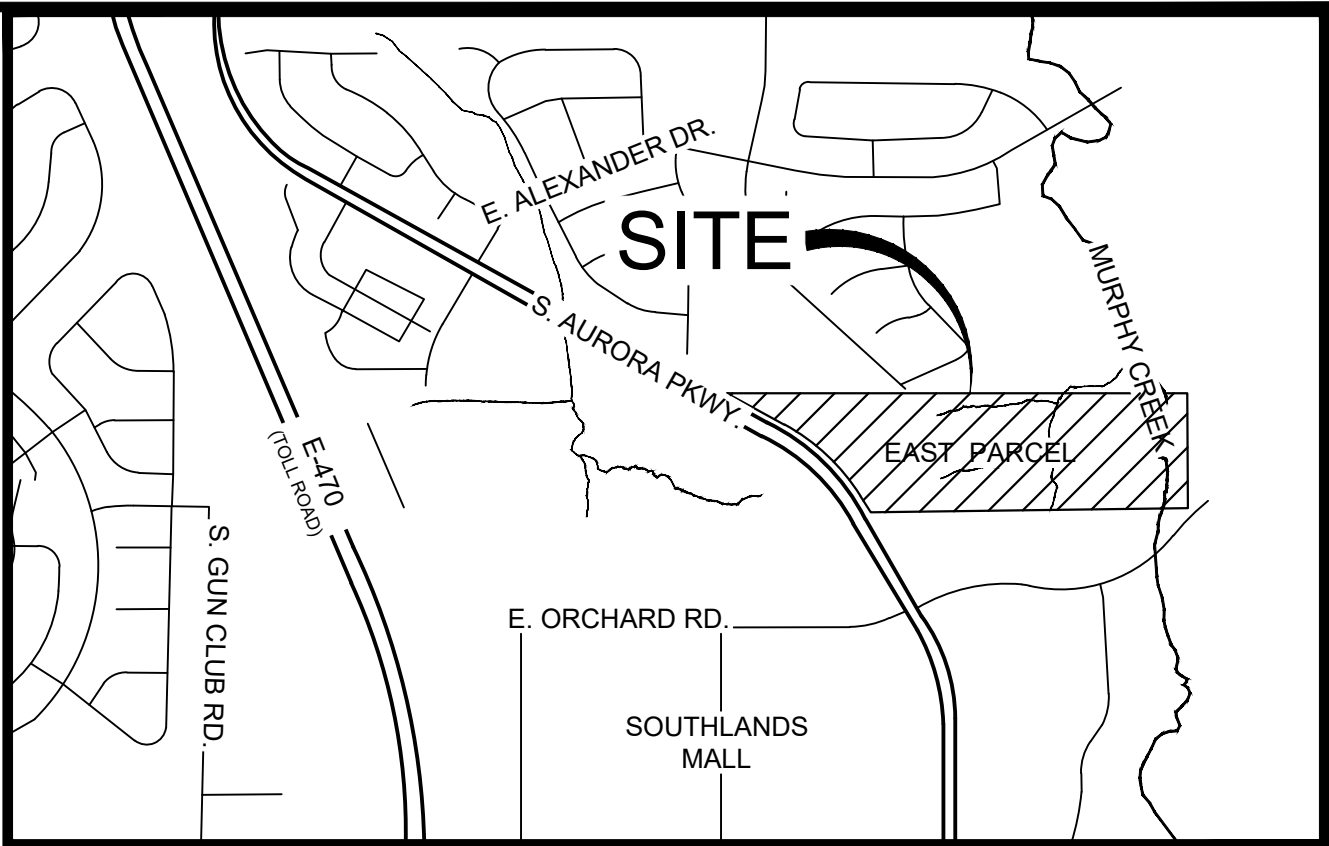 E. ALEXANDER DR.
SITE
MURPHY CREEK
S. AURORA PKWY.
EAST PARCEL
E-470
(TOLL ROAD)
S. GUN CLUB RD.
E. ORCHARD RD.
SOUTHLANDS
MALL